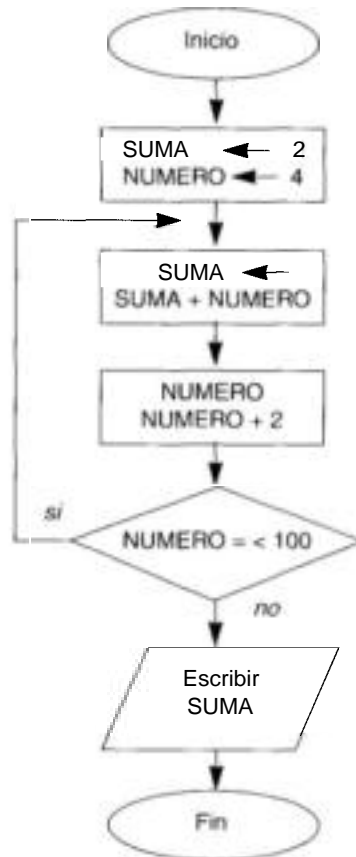 Inicio
SUMA ← 2
NUMERO ← 4
SUMA ←
SUMA + NUMERO
NUMERO
NUMERO + 2
si
NUMERO = < 100
no
Escribir
SUMA
Fin